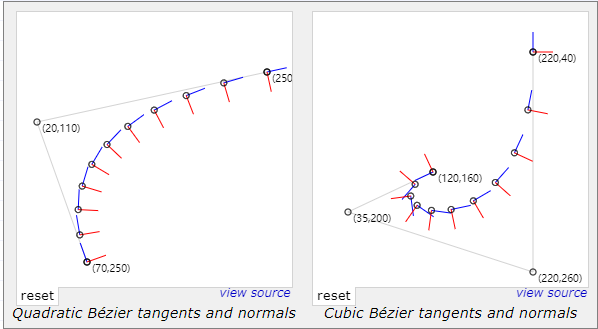 (250
(20,110)
(70,250)
reset
view source
Quadratic Bézier tangents and normals
(220,40)
(120,160)
(35,200)
(220,260)
reset
view source
Cubic Bézier tangents and normals